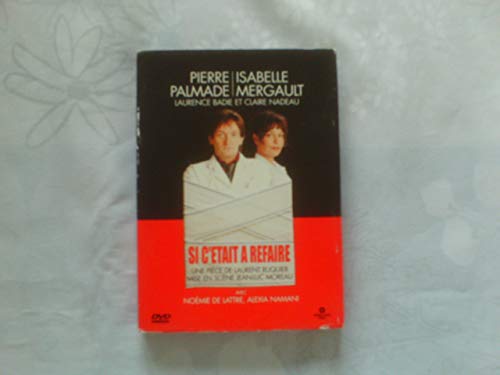 PIERRE ISABELLE
PALMADE MERGAULT
LAURENCE BADIE ET CLAIRE NADEAU
SI C'ÉTAIT A REFAIRE
UNE PIÈCE DE LAURENT RUQUIER
MISE EN SCÈNE JEAN-LUC MOREAU
AVEC
NOÉMIE DE LATTRE, ALEXIA NAMANI
DVD